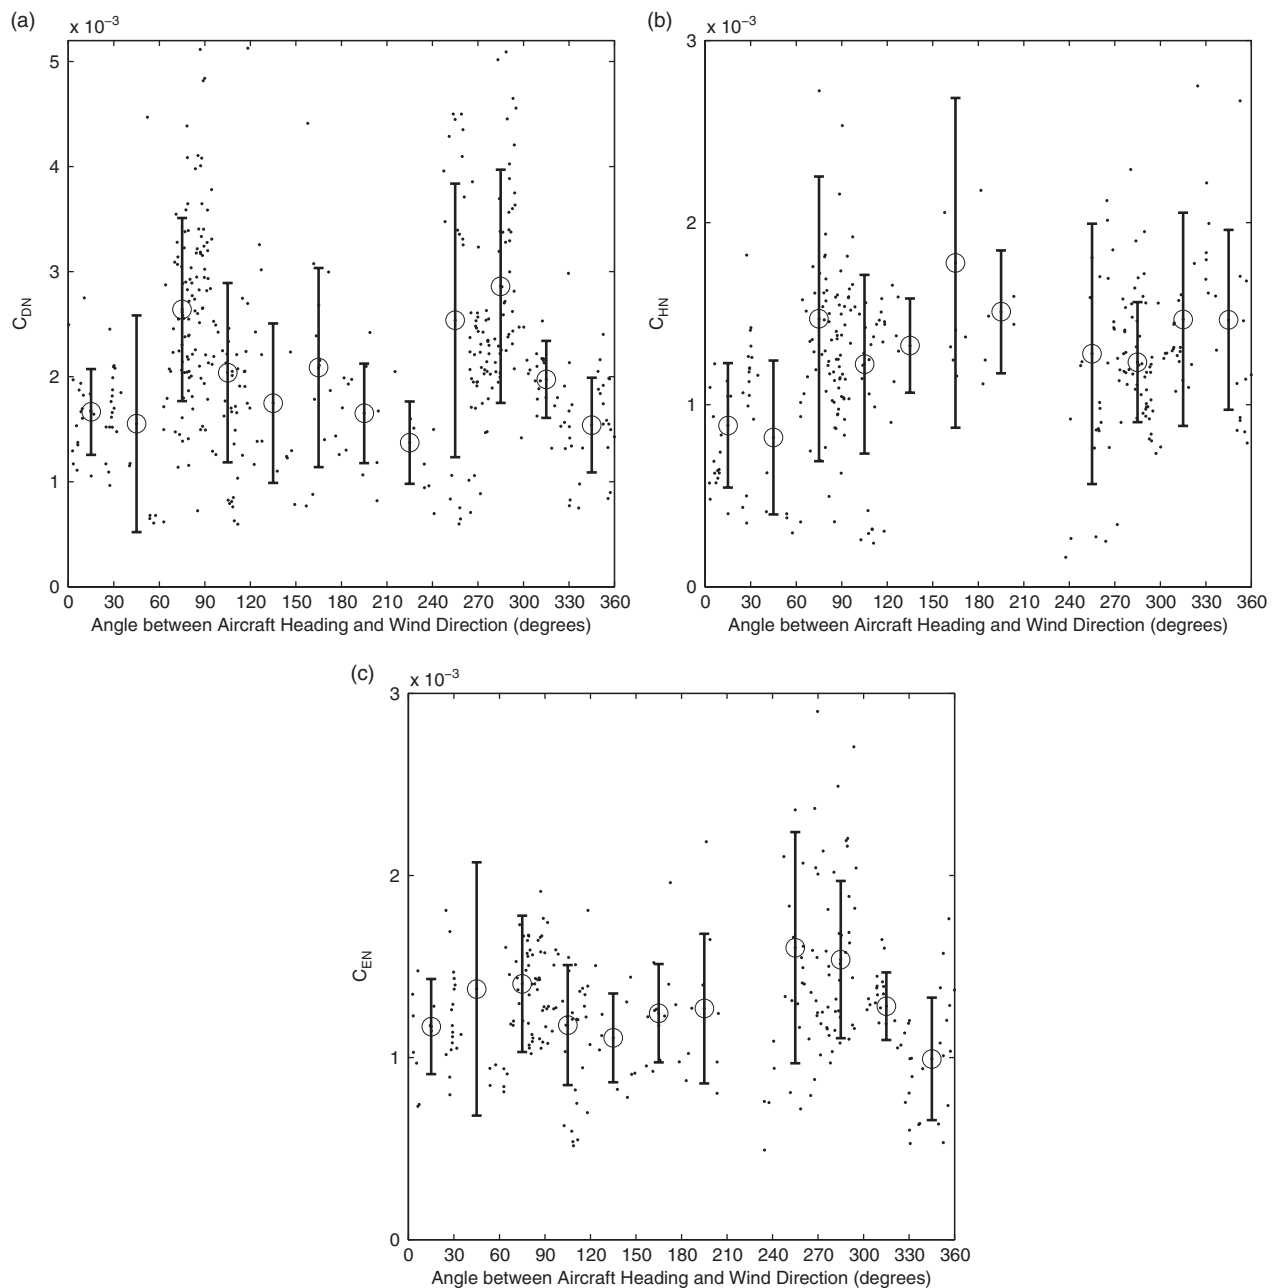 (a)
x 10⁻³
5
4
3
2
1
0
C_DN
0 30 60 90 120 150 180 210 240 270 300 330 360
Angle between Aircraft Heading and Wind Direction (degrees)
(b)
x 10⁻³
3
2
1
0
C_HN
0 30 60 90 120 150 180 210 240 270 300 330 360
Angle between Aircraft Heading and Wind Direction (degrees)
(c)
x 10⁻³
3
2
1
0
C_EN
0 30 60 90 120 150 180 210 240 270 300 330 360
Angle between Aircraft Heading and Wind Direction (degrees)